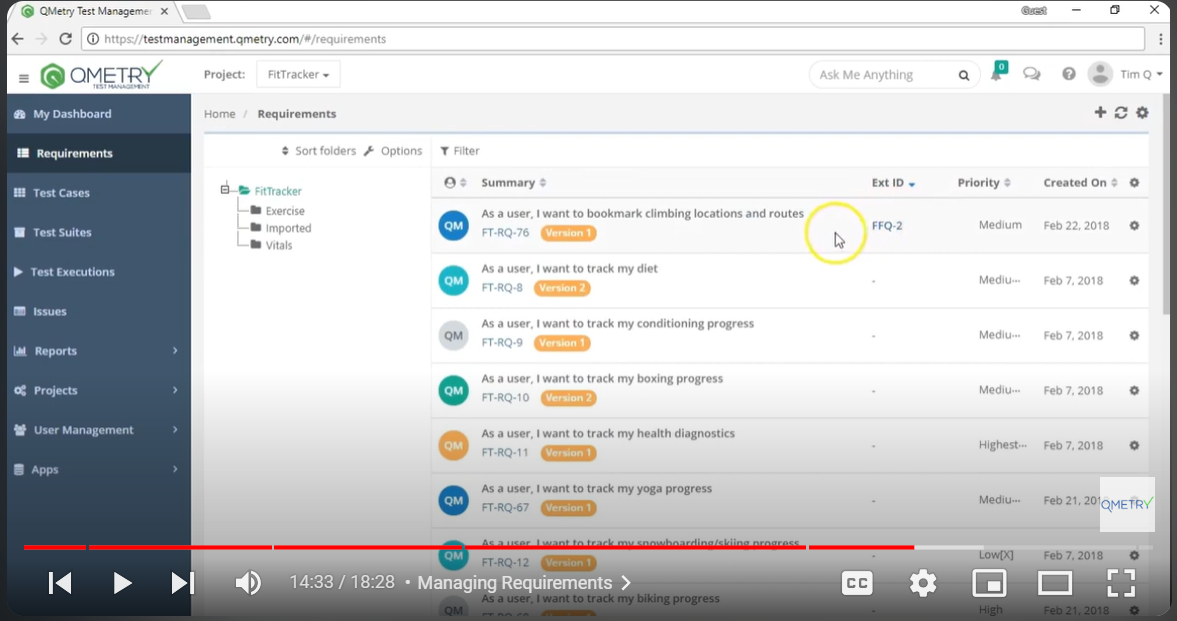 QMetry Test Managemer
Guest
https://testmanagement.qmetry.com/#/requirements
QMETRY
TEST MANAGEMENT
Project:
FitTracker
Ask Me Anything
0
Tim Q
My Dashboard
Requirements
Test Cases
Test Suites
Test Executions
Issues
Reports
Projects
User Management
Apps
Home / Requirements
Sort folders
Options
Filter
FitTracker
Exercise
Imported
Vitals
Summary
Ext ID
Priority
Created On
QM
As a user, I want to bookmark climbing locations and routes
FT-RQ-76 Version 1
FFQ-2
Medium
Feb 22, 2018
QM
As a user, I want to track my diet
FT-RQ-8 Version 2
-
Mediu...
Feb 7, 2018
QM
As a user, I want to track my conditioning progress
FT-RQ-9 Version 1
-
Mediu...
Feb 7, 2018
QM
As a user, I want to track my boxing progress
FT-RQ-10 Version 2
-
Mediu...
Feb 7, 2018
QM
As a user, I want to track my health diagnostics
FT-RQ-11 Version 1
-
Highest...
Feb 7, 2018
QM
As a user, I want to track my yoga progress
FT-RQ-67 Version 1
-
Mediu...
Feb 21, 201
QMETRY
QM
As a user, I want to track my snowboarding/skiing progress
FT-RQ-12 Version 1
-
Low[X]
Feb 7, 2018
QM
As a user, I want to track my biking progress
Version 1
-
High
Feb 21, 2018
14:33 / 18:28 • Managing Requirements
CC